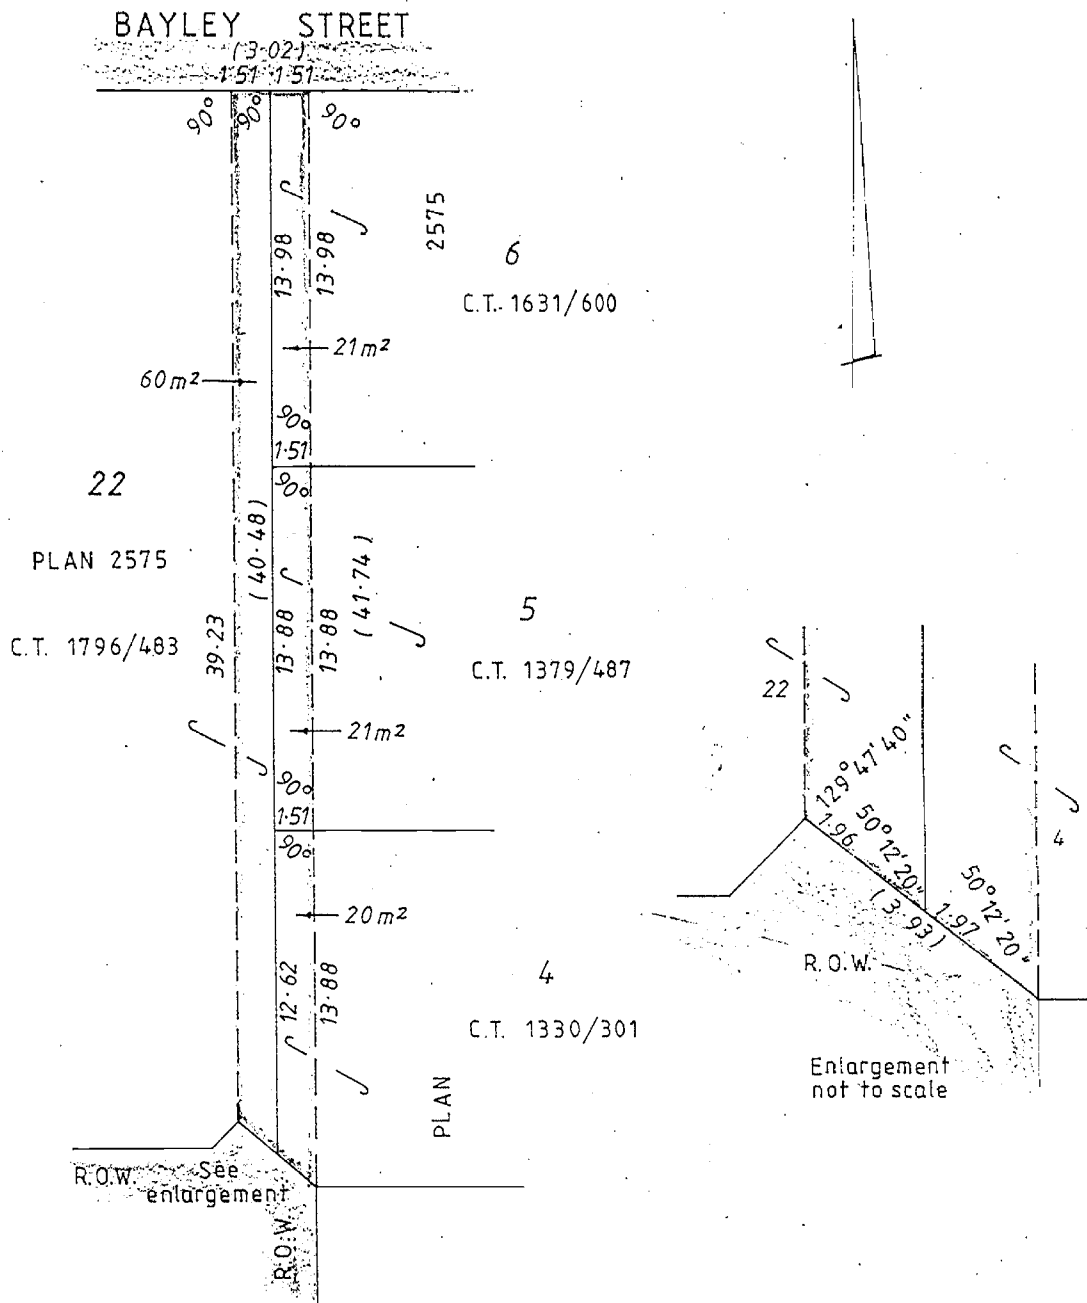 BAYLEY STREET
(3·02)
1·51 1·51
90° 90° 90°
2575
6
13·98
13·98
C.T. 1631/600
21m²
60m²
90°
1·51
90°
22
(40·48)
PLAN 2575
(41·74)
5
C.T. 1796/483
39·23
13·88
13·88
C.T. 1379/487
21m²
90°
1·51
90°
20m²
12·62
13·88
4
C.T. 1330/301
PLAN
R.O.W.
See
enlargement
R.O.W.
22
129° 47' 40"
1·96
50° 12' 20"
(3·93)
1·97
50° 12' 20"
4
R.O.W.
Enlargement
not to scale